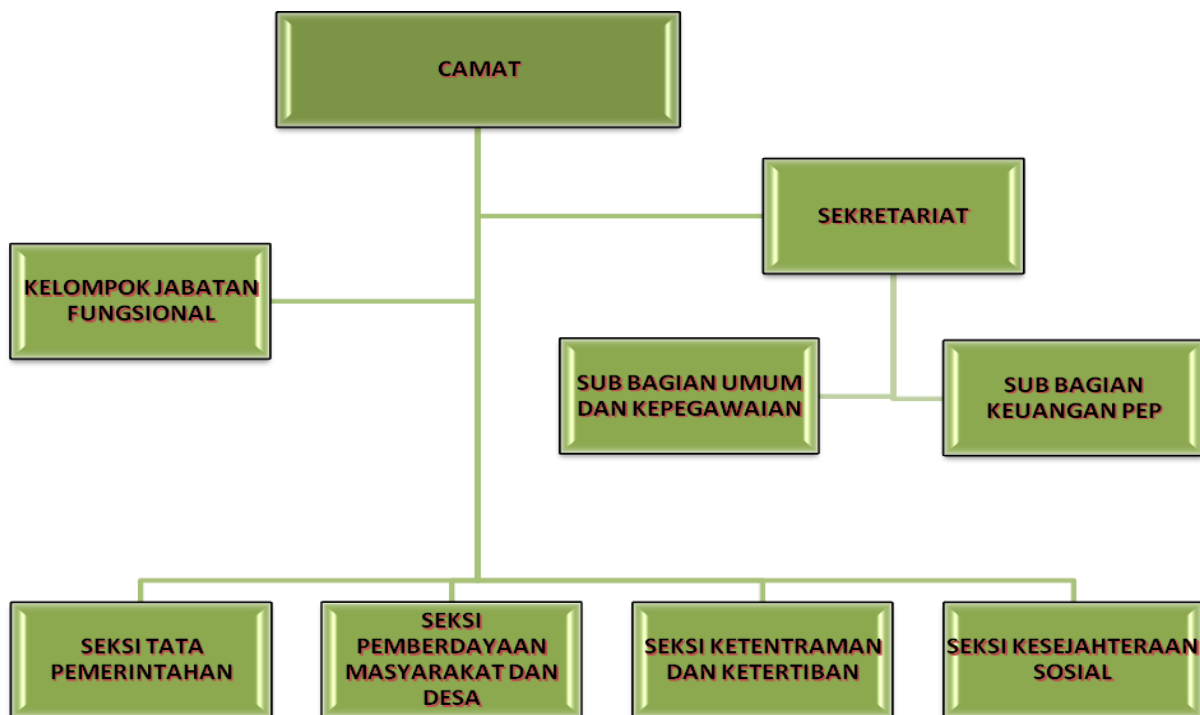 CAMAT
SEKRETARIAT
KELOMPOK JABATAN
FUNGSIONAL
SUB BAGIAN UMUM
DAN KEPEGAWAIAN
SUB BAGIAN
KEUANGAN PEP
SEKSI TATA
PEMERINTAHAN
SEKSI
PEMBERDAYAAN
MASYARAKAT DAN
DESA
SEKSI KETENTRAMAN
DAN KETERTIBAN
SEKSI KESEJAHTERAAN
SOSIAL